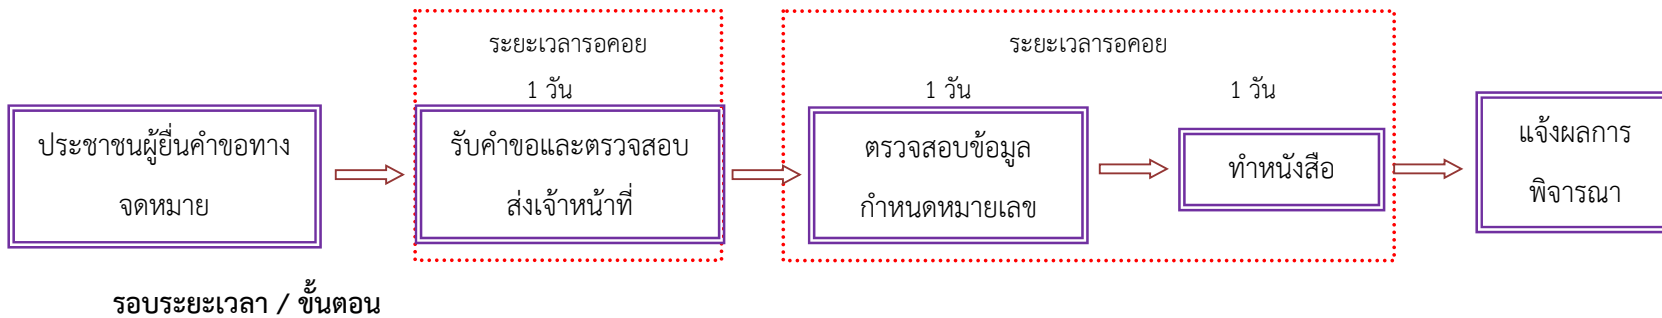 ระยะเวลารอคอย
1 วัน
ระยะเวลารอคอย
1 วัน
1 วัน
ประชาชนผู้ยื่นคำขอทาง
จดหมาย
รับคำขอและตรวจสอบ
ส่งเจ้าหน้าที่
ตรวจสอบข้อมูล
กำหนดหมายเลข
ทำหนังสือ
แจ้งผลการ
พิจารณา
รอบระยะเวลา / ขั้นตอน